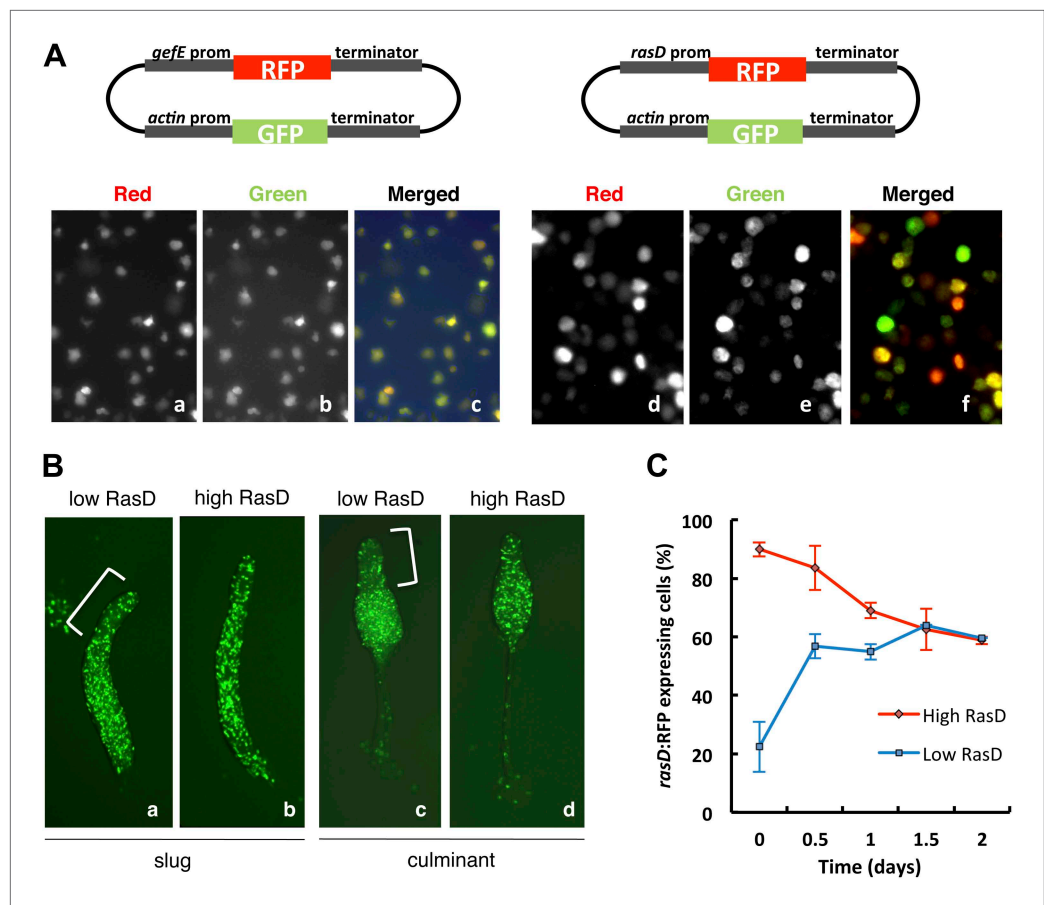 A
gefE prom terminator
RFP
actin prom terminator
GFP
rasD prom terminator
RFP
actin prom terminator
GFP
Red Green Merged
a b c
Red Green Merged
d e f
B
low RasD high RasD low RasD high RasD
a b c d
slug culminant
C
rasD:RFP expressing cells (%)
100
80
60
40
20
0
High RasD
Low RasD
0 0.5 1 1.5 2
Time (days)